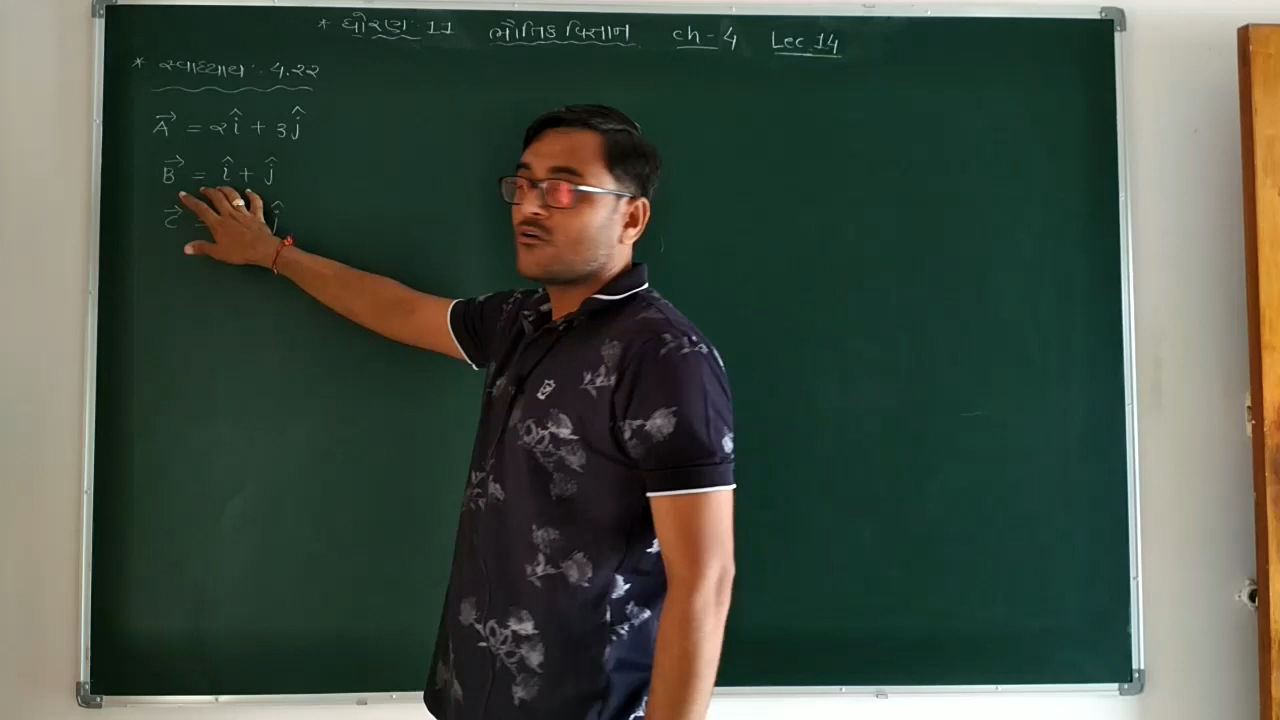 * ધોરણ 11 ભૌતિક વિજ્ઞાન ch - 4 Lec. 14
* સ્વાધ્યાય : 4.22
A⃗ = 2î + 3ĵ
B⃗ = î + ĵ
C⃗ = ĵ